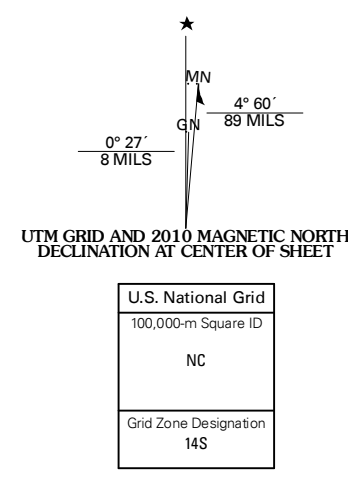 MN
4° 60´
89 MILS
GN
0° 27´
8 MILS
UTM GRID AND 2010 MAGNETIC NORTH
DECLINATION AT CENTER OF SHEET
U.S. National Grid
100,000-m Square ID
NC
Grid Zone Designation
14S